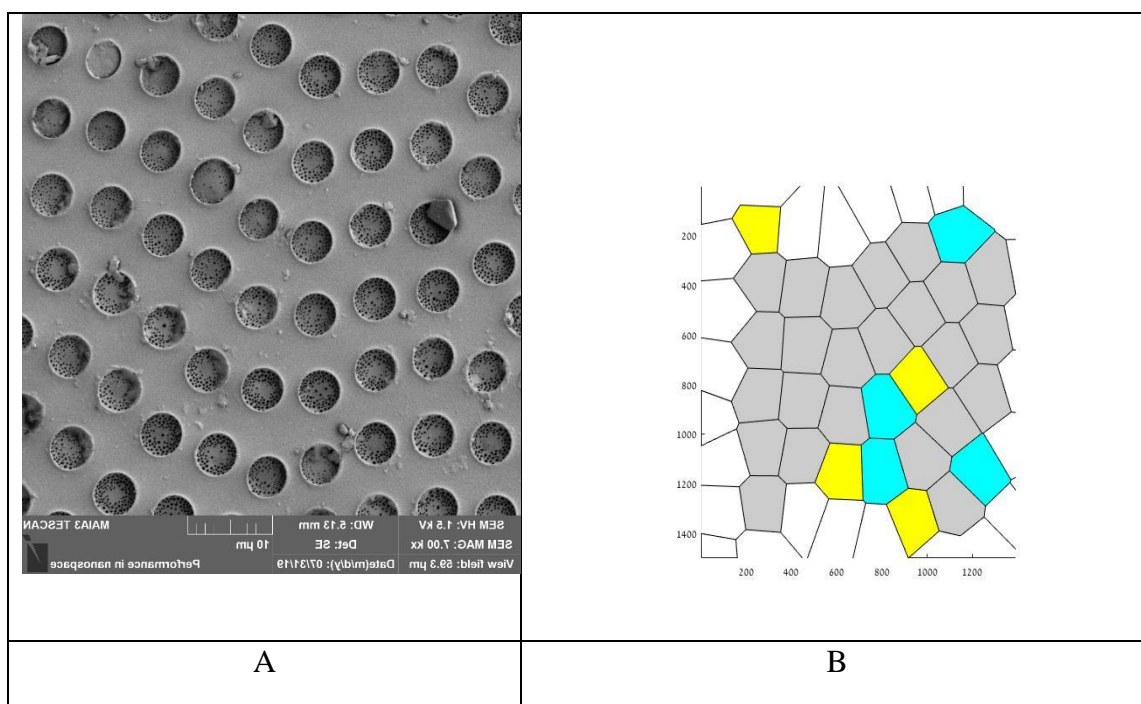 SEM HV: 1.5 kV WD: 5.13 mm MAIA3 TESCAN
SEM MAG: 7.00 kx Det: SE 10 µm
View field: 59.3 µm Date(m/d/y): 07/31/19 Performance in nanospace
200
400
600
800
1000
1200
1400
200 400 600 800 1000 1200
A B